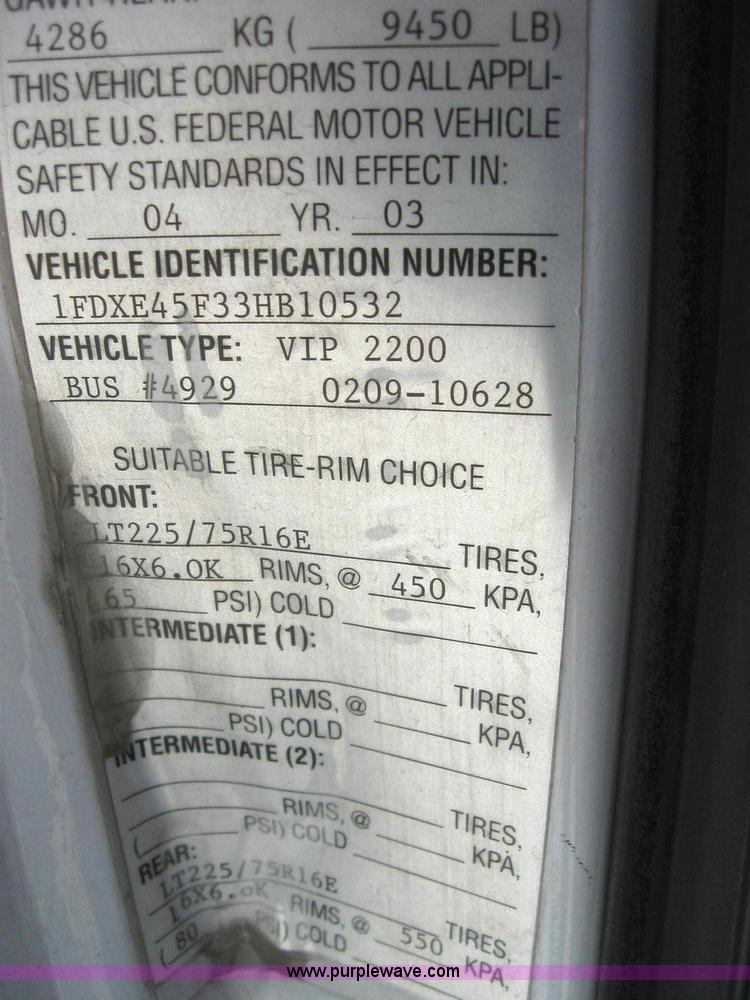 GAWR REAR:
4286 KG ( 9450 LB)
THIS VEHICLE CONFORMS TO ALL APPLI-
CABLE U.S. FEDERAL MOTOR VEHICLE
SAFETY STANDARDS IN EFFECT IN:
MO. 04 YR. 03
VEHICLE IDENTIFICATION NUMBER:
1FDXE45F33HB10532
VEHICLE TYPE: VIP 2200
BUS #4929 0209-10628
SUITABLE TIRE-RIM CHOICE
FRONT:
LT225/75R16E TIRES,
16X6.0K RIMS, @ 450 KPA,
65 PSI) COLD
INTERMEDIATE (1):
TIRES,
RIMS, @ KPA,
PSI) COLD
INTERMEDIATE (2):
TIRES,
RIMS, @ KPA,
( PSI) COLD
REAR:
LT225/75R16E TIRES,
16X6.0K RIMS, @ 550 KPA,
( 80 PSI) COLD
www.purplewave.com